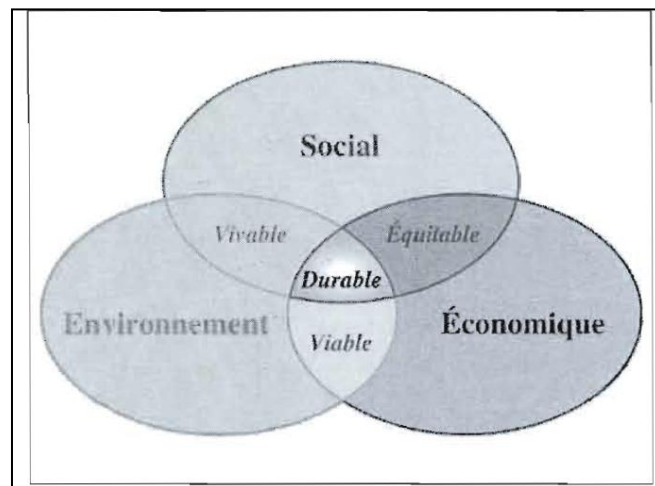 Social
Vivable
Équitable
Durable
Environnement
Économique
Viable